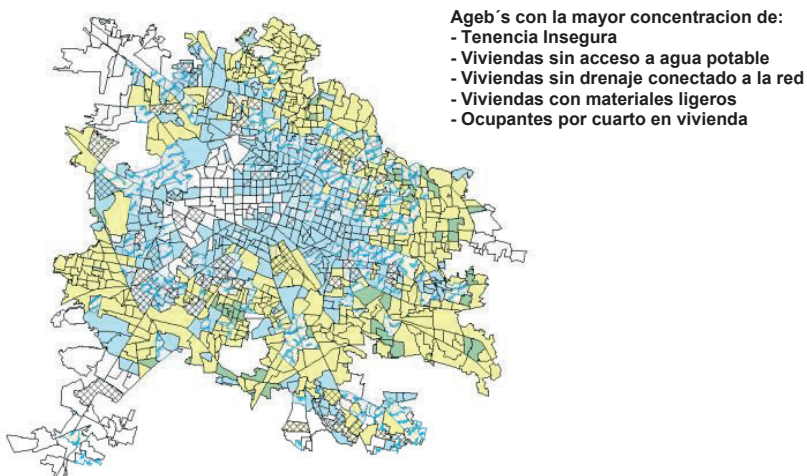 Ageb´s con la mayor concentracion de:
- Tenencia Insegura
- Viviendas sin acceso a agua potable
- Viviendas sin drenaje conectado a la red
- Viviendas con materiales ligeros
- Ocupantes por cuarto en vivienda